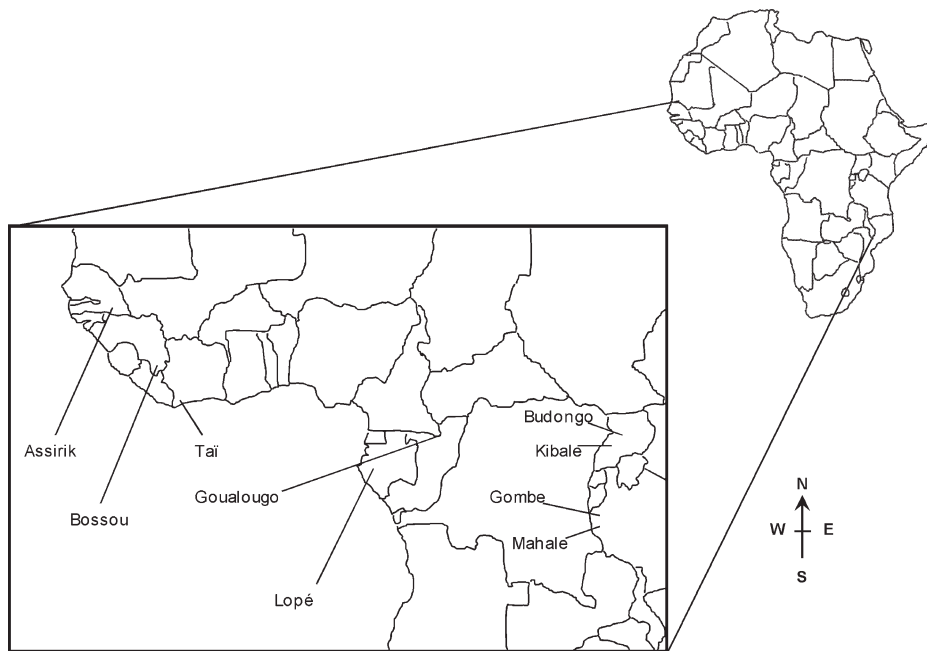 N
W E
S
Budongo
Assirik
Taï
Kibale
Goualougo
Gombe
Bossou
Mahale
Lopé